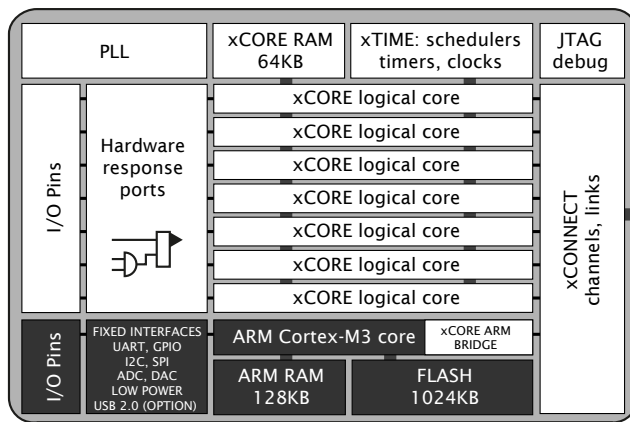 PLL
xCORE RAM
64KB
xTIME: schedulers
timers, clocks
JTAG
debug
I/O Pins
Hardware
response
ports
xCORE logical core
xCORE logical core
xCORE logical core
xCORE logical core
xCORE logical core
xCORE logical core
xCORE logical core
xCONNECT
channels, links
I/O Pins
FIXED INTERFACES
UART, GPIO
I2C, SPI
ADC, DAC
LOW POWER
USB 2.0 (OPTION)
ARM Cortex-M3 core
xCORE ARM
BRIDGE
ARM RAM
128KB
FLASH
1024KB